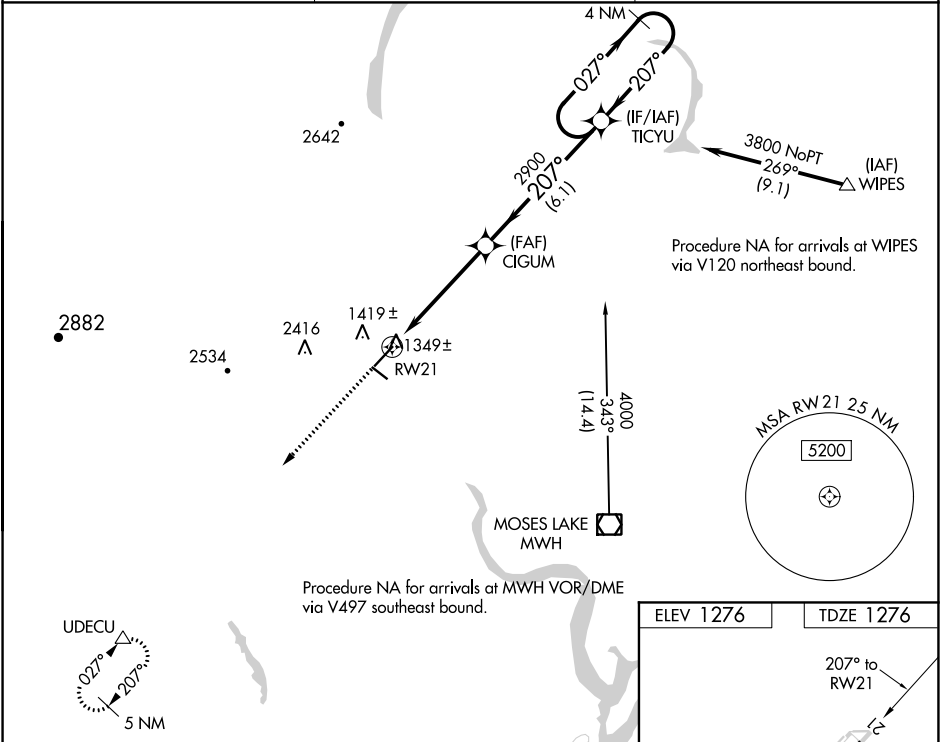 4 NM
027°
207°
(IF/IAF)
TICYU
2642
3800 NoPT
269°
(9.1)
(IAF)
WIPES
2900
207°
(6.1)
(FAF)
CIGUM
Procedure NA for arrivals at WIPES
via V120 northeast bound.
2882
2534
2416
1419±
1349±
RW21
4000
343°
(14.4)
MSA RW 21 25 NM
5200
MOSES LAKE
MWH
Procedure NA for arrivals at MWH VOR/DME
via V497 southeast bound.
UDECU
027°
207°
5 NM
ELEV 1276
TDZE 1276
207° to
RW21
21